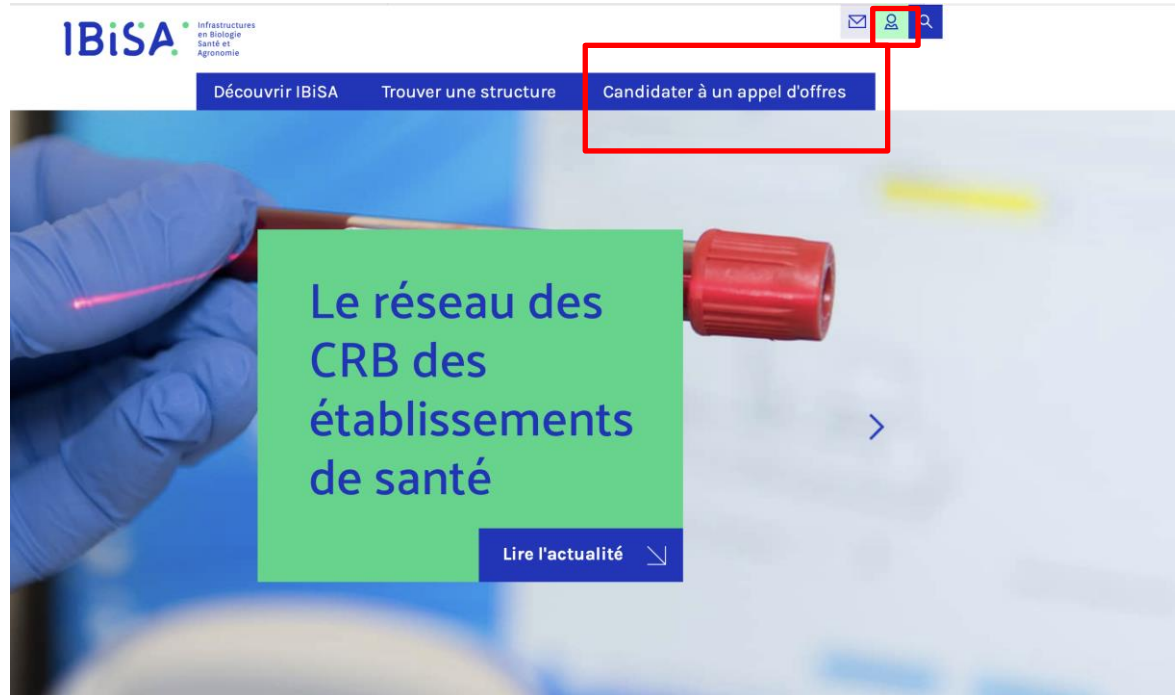 IBiSA
Infrastructures
en Biologie
Santé et
Agronomie
Découvrir IBiSA Trouver une structure Candidater à un appel d'offres
Le réseau des
CRB des
établissements
de santé
Lire l'actualité